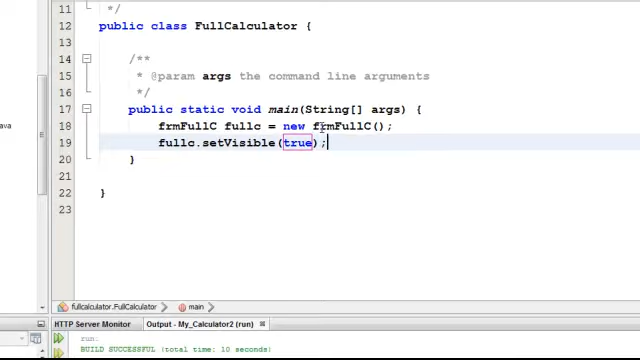 11 */
12 public class FullCalculator {
13
14 /**
15 * @param args the command line arguments
16 */
17 public static void main(String[] args) {
18 frmFullC fullc = new frmFullC();
19 fullc.setVisible(true);
20 }
21
22 }
23
ava
fullcalculator.FullCalculator main
HTTP Server Monitor Output - My_Calculator2 (run)
run:
BUILD SUCCESSFUL (total time: 10 seconds)